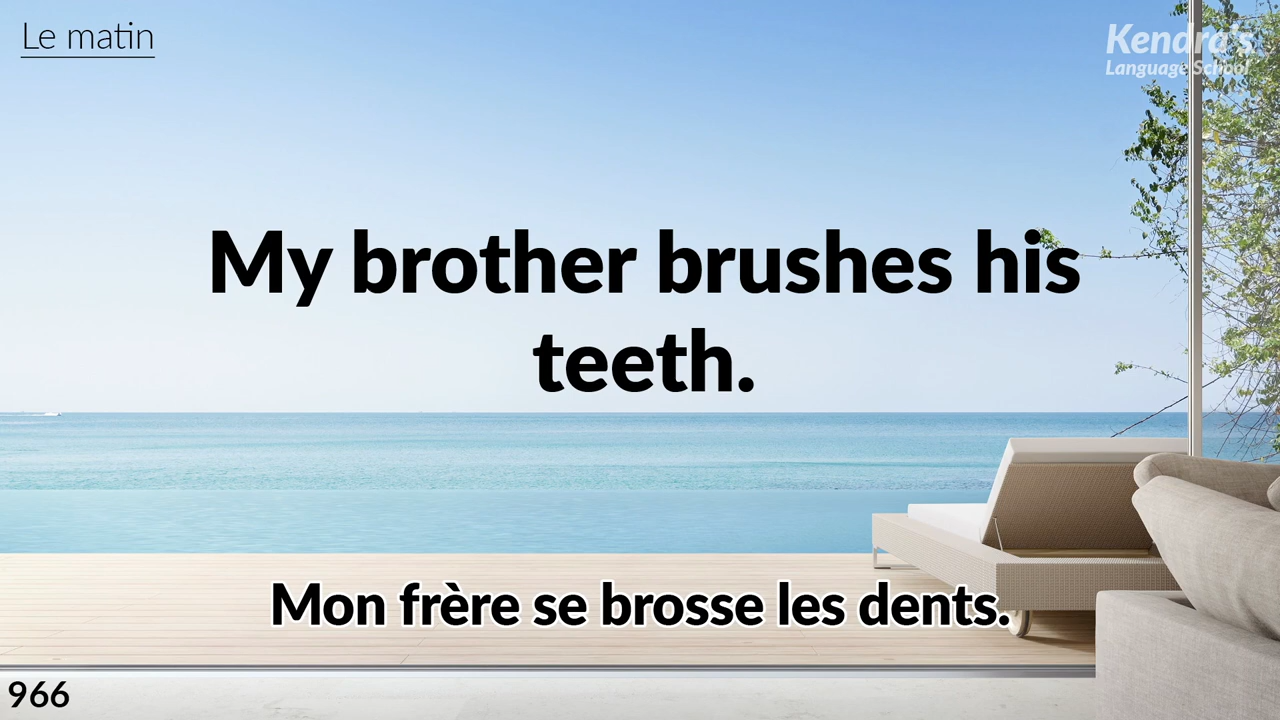 Le matin
Kendra's
Language School
My brother brushes his
teeth.
Mon frère se brosse les dents.
966